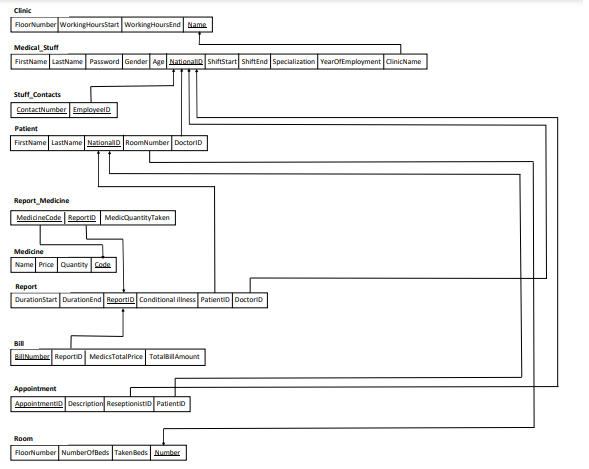 Clinic
FloorNumber WorkingHoursStart WorkingHoursEnd Name
Medical_Stuff
FirstName LastName Password Gender Age NationalID ShiftStart ShiftEnd Specialization YearOfEmployment ClinicName
Stuff_Contacts
ContactNumber EmployeeID
Patient
FirstName LastName NationalID RoomNumber DoctorID
Report_Medicine
MedicineCode ReportID MedicQuantityTaken
Medicine
Name Price Quantity Code
Report
DurationStart DurationEnd ReportID Conditional illness PatientID DoctorID
Bill
BillNumber ReportID MedicsTotalPrice TotalBillAmount
Appointment
AppointmentID Description ReseptionistID PatientID
Room
FloorNumber NumberOfBeds TakenBeds Number